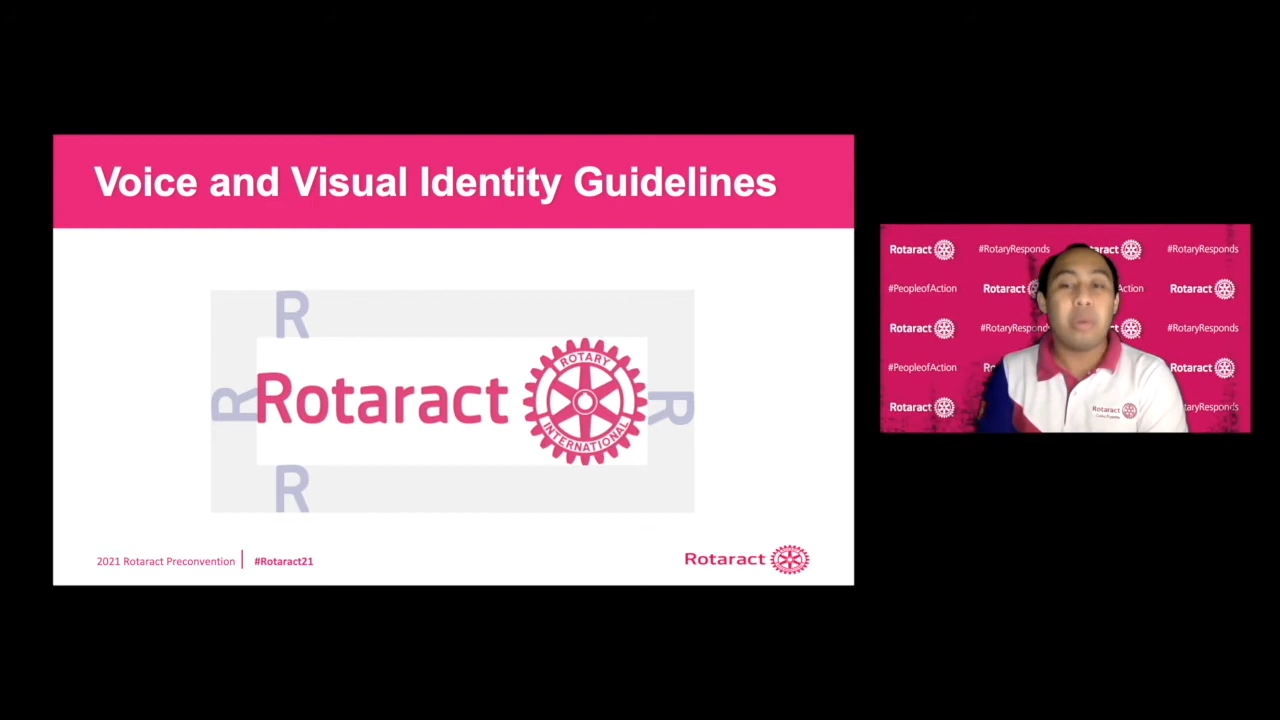 Voice and Visual Identity Guidelines
R
R
Rotaract
ROTARY
INTERNATIONAL
R
R
2021 Rotaract Preconvention
#Rotaract21
Rotaract
Rotaract #RotaryResponds #RotaryResponds
#PeopleofAction Rotaract Rotaract
Rotaract Rotaract #RotaryResponds
#PeopleofAction Rotaract
Rotaract
Rotaract